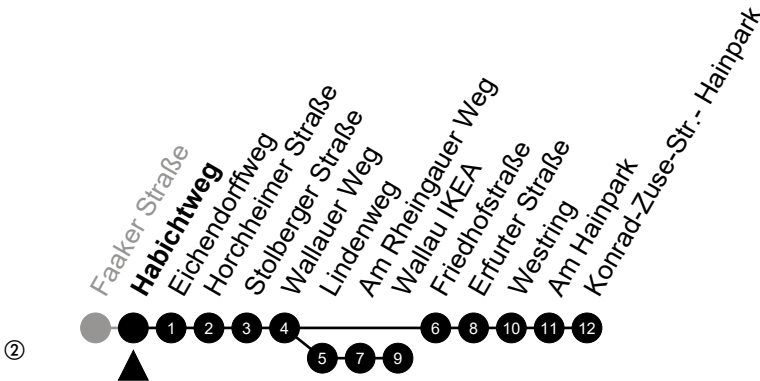 Faaker Straße
Habichtweg
Eichendorffweg
Horchheimer Straße
Stolberger Straße
Wallauer Weg
Lindenweg
Am Rheingauer Weg
Wallau IKEA
Friedhofstraße
Erfurter Straße
Westring
Am Hainpark
Konrad-Zuse-Str.- Hainpark
1 2 3 4 6 8 10 11 12
② 5 7 9